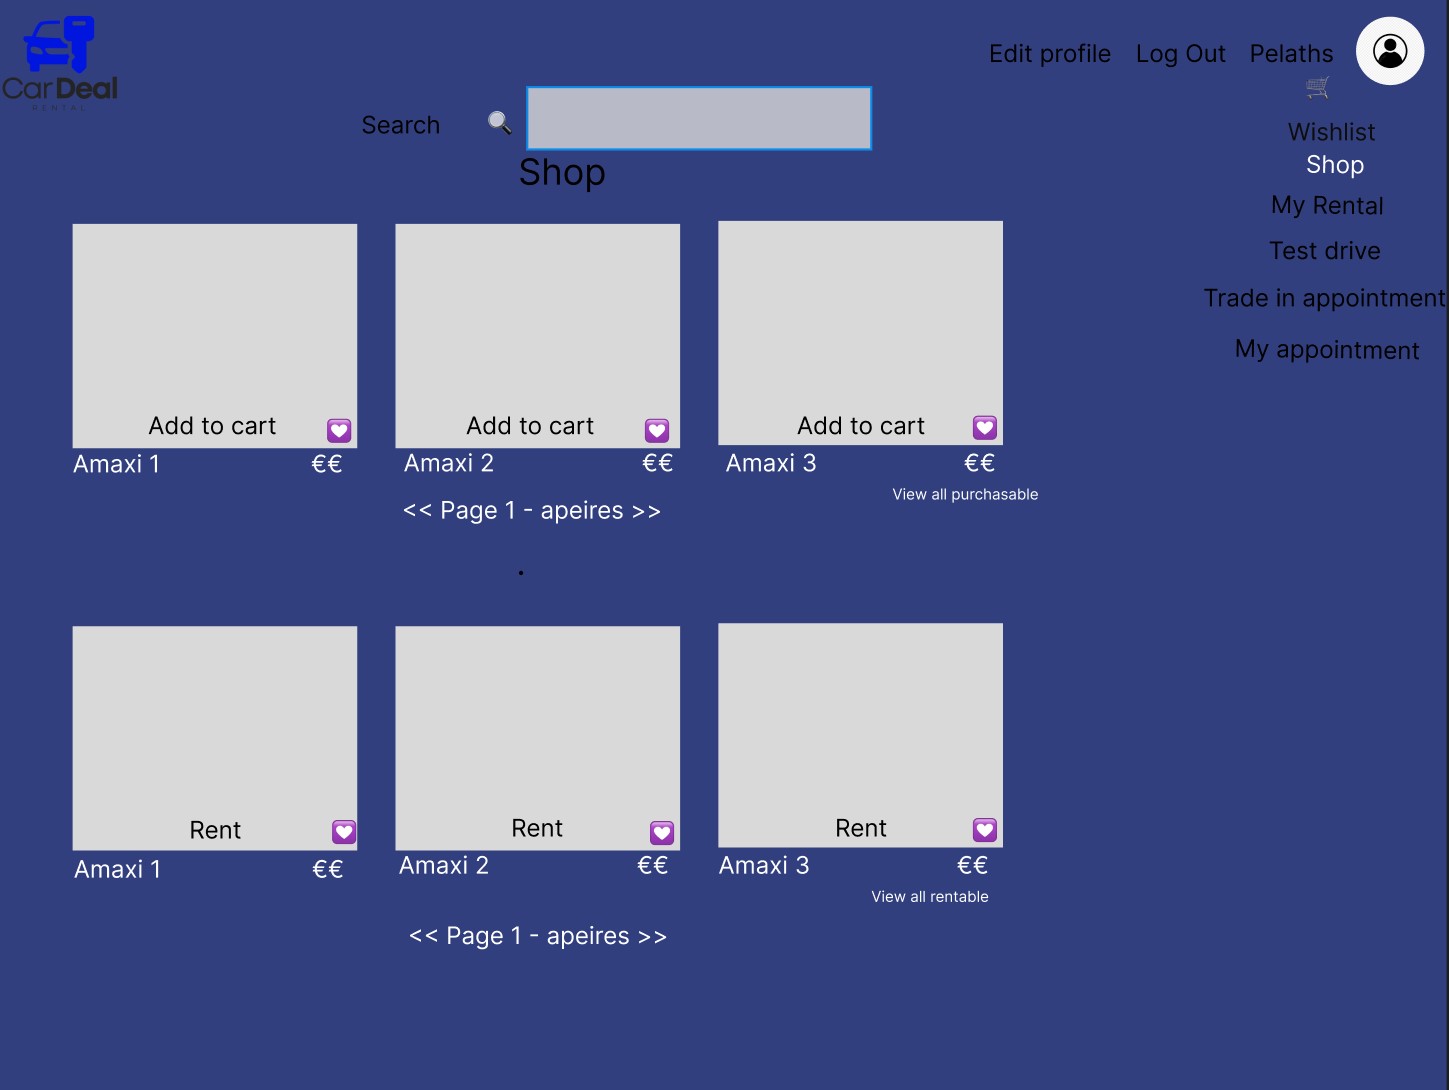 CarDeal
RENTAL
Edit profile Log Out Pelaths
Search
Shop
Wishlist
Shop
My Rental
Test drive
Trade in appointment
My appointment
Add to cart Add to cart Add to cart
Amaxi 1 €€ Amaxi 2 €€ Amaxi 3 €€
View all purchasable
<< Page 1 - apeires >>
.
Rent Rent Rent
Amaxi 1 €€ Amaxi 2 €€ Amaxi 3 €€
View all rentable
<< Page 1 - apeires >>